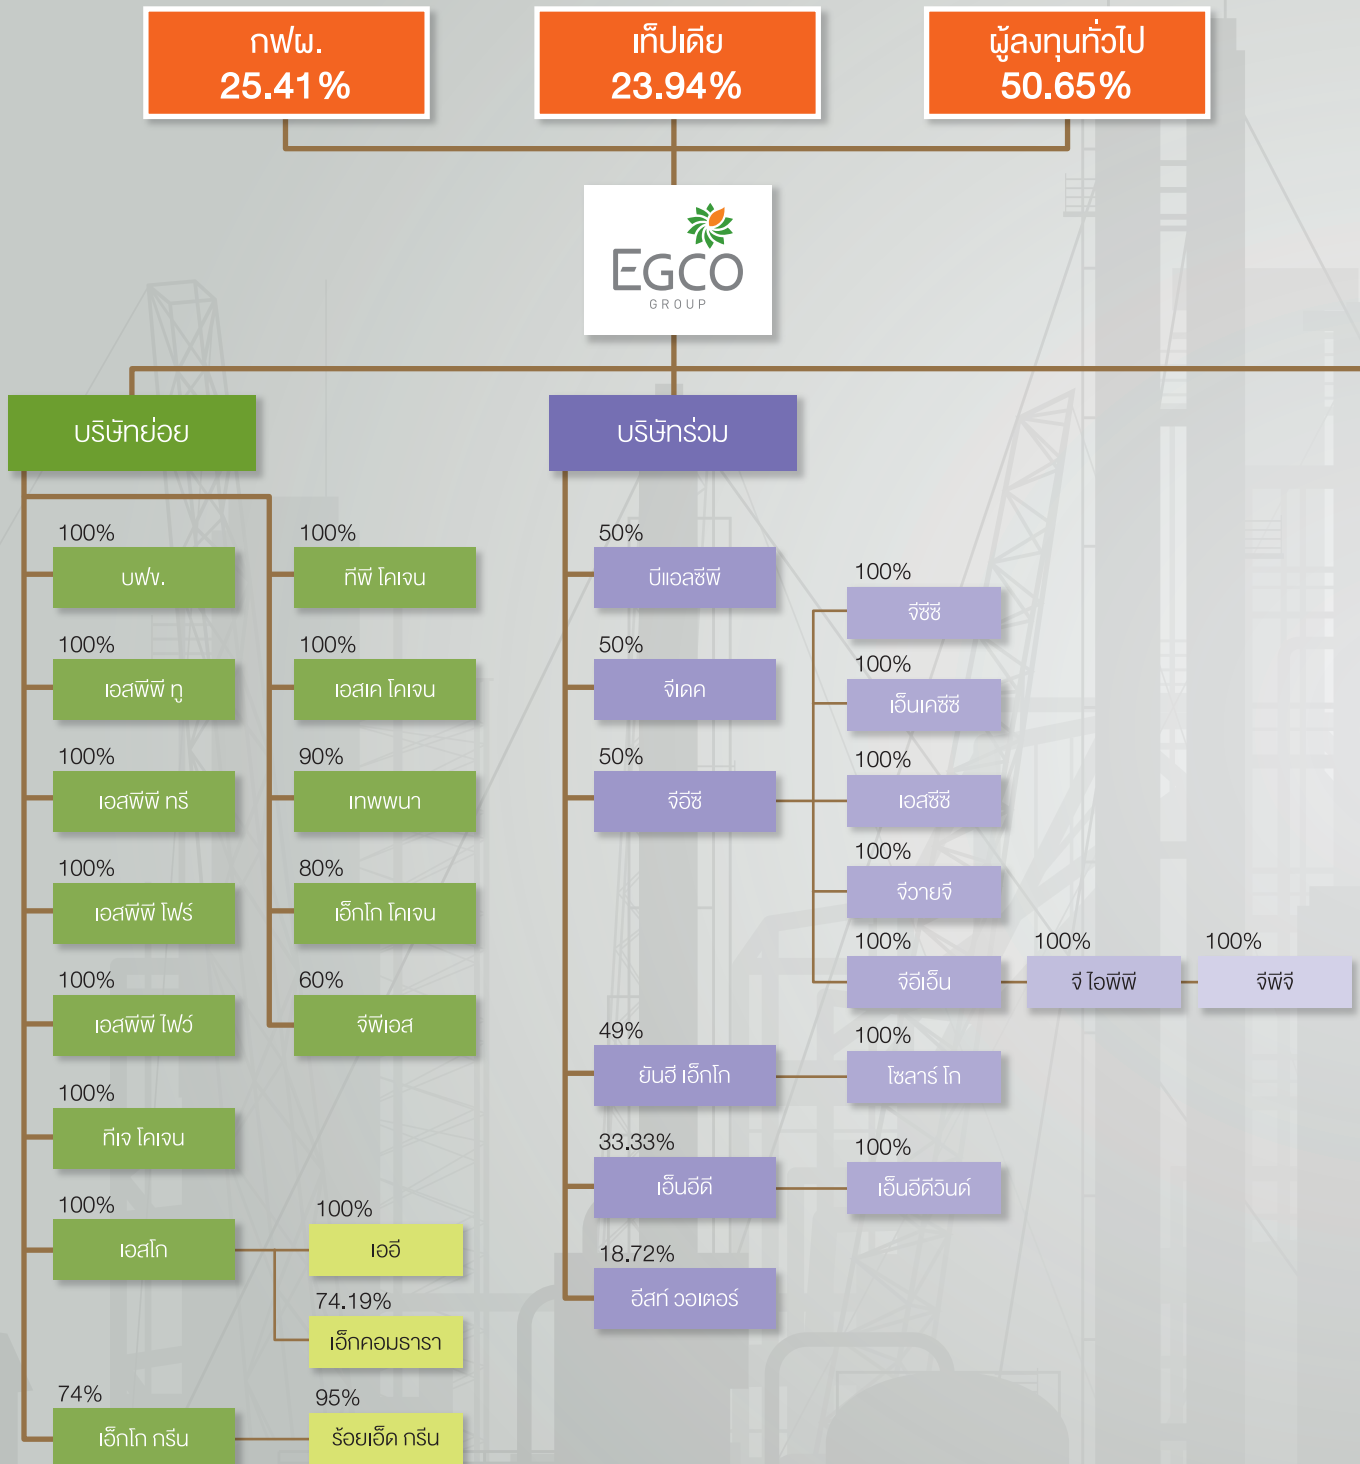 กฟผ.
25.41%
เท็ปเดีย
23.94%
ผู้ลงทุนทั่วไป
50.65%
EGCO
GROUP
บริษัทย่อย
100%
บฟข.
100%
เอสพีพี ทู
100%
เอสพีพี ทรี
100%
เอสพีพี โฟร์
100%
เอสพีพี ไฟว์
100%
ทีเจ โคเจน
100%
เอสโก
100%
เออี
74.19%
เอ็กคอมธารา
74%
เอ็กโก กรีน
95%
ร้อยเอ็ด กรีน
100%
ทีพี โคเจน
100%
เอสเค โคเจน
90%
เทพพนา
80%
เอ็กโก โคเจน
60%
จีพีเอส
บริษัทร่วม
50%
บีแอลซีพี
50%
จีเดค
50%
จีอีซี
100%
จีซีซี
100%
เอ็นเคซีซี
100%
เอสซีซี
100%
จีวายจี
100%
จีอีเอ็น
100%
จี ไอพีพี
100%
จีพีจี
49%
ยันฮี เอ็กโก
100%
โซลาร์ โก
33.33%
เอ็นอีดี
100%
เอ็นอีดีวินด์
18.72%
อีสท์ วอเตอร์